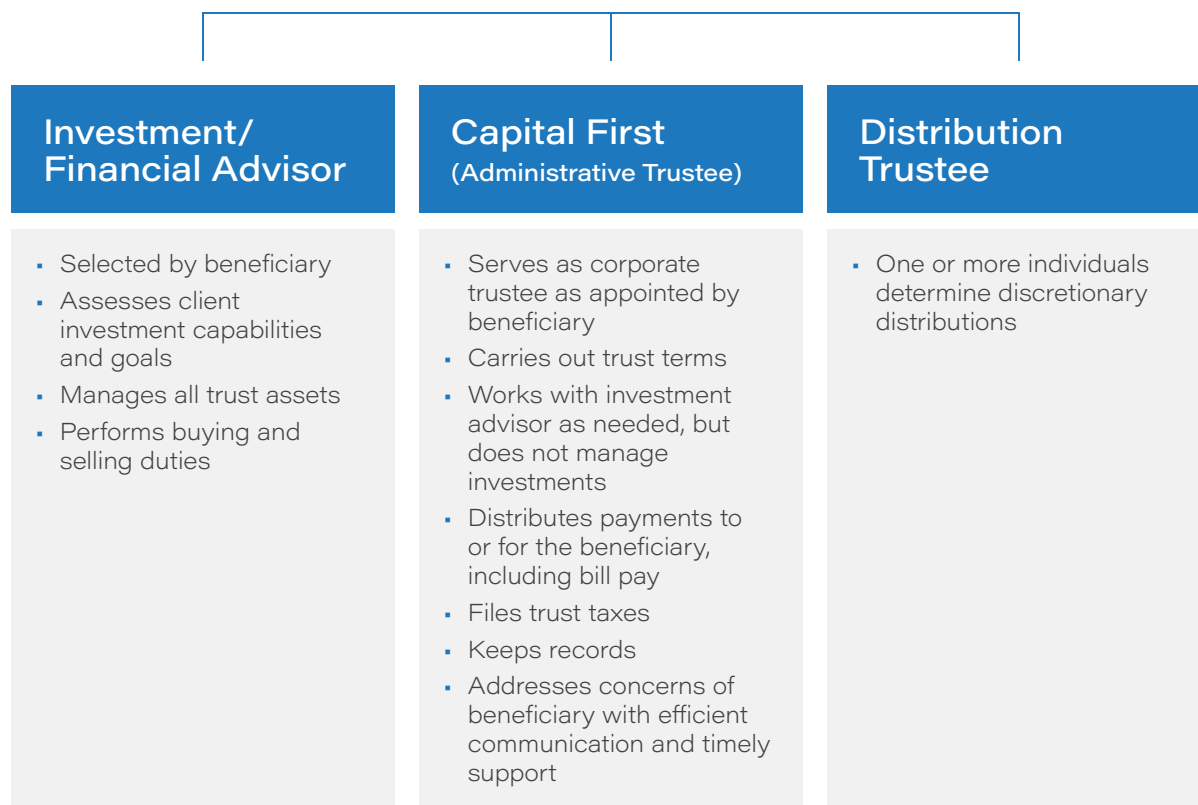 Investment/
Financial Advisor
▪ Selected by beneficiary
▪ Assesses client
investment capabilities
and goals
▪ Manages all trust assets
▪ Performs buying and
selling duties
Capital First
(Administrative Trustee)
▪ Serves as corporate
trustee as appointed by
beneficiary
▪ Carries out trust terms
▪ Works with investment
advisor as needed, but
does not manage
investments
▪ Distributes payments to
or for the beneficiary,
including bill pay
▪ Files trust taxes
▪ Keeps records
▪ Addresses concerns of
beneficiary with efficient
communication and timely
support
Distribution
Trustee
▪ One or more individuals
determine discretionary
distributions